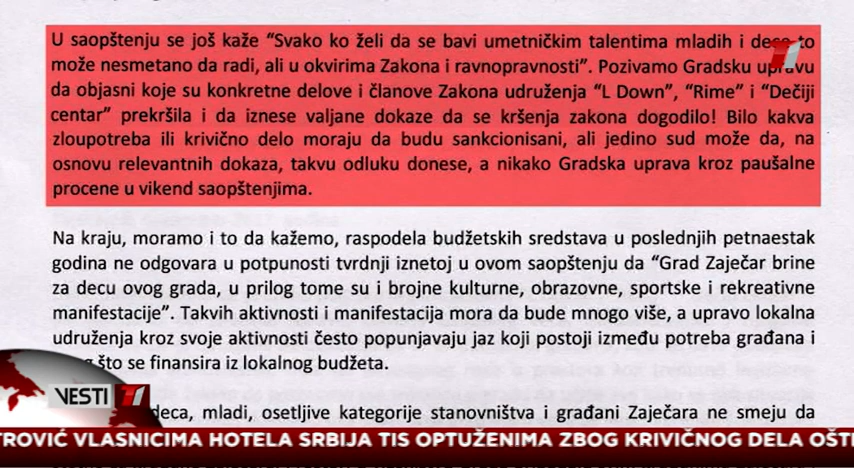 U saopštenju se još kaže “Svako ko želi da se bavi umetničkim talentima mladih i dece to
može nesmetano da radi, ali u okvirima Zakona i ravnopravnosti”. Pozivamo Gradsku upravu
da objasni koje su konkretne delove i članove Zakona udruženja “L Down”, “Rime” i “Dečiji
centar” prekršila i da iznese valjane dokaze da se kršenja zakona dogodilo! Bilo kakva
zloupotreba ili krivično delo moraju da budu sankcionisani, ali jedino sud može da, na
osnovu relevantnih dokaza, takvu odluku donese, a nikako Gradska uprava kroz paušalne
procene u vikend saopštenjima.
Na kraju, moramo i to da kažemo, raspodela budžetskih sredstava u poslednjih petnaestak
godina ne odgovara u potpunosti tvrdnji iznetoj u ovom saopštenju da “Grad Zaječar brine
za decu ovog grada, u prilog tome su i brojne kulturne, obrazovne, sportske i rekreativne
manifestacije”. Takvih aktivnosti i manifestacija mora da bude mnogo više, a upravo lokalna
udruženja kroz svoje aktivnosti često popunjavaju jaz koji postoji između potreba građana i
što se finansira iz lokalnog budžeta.
deca, mladi, osetljive kategorije stanovništva i građani Zaječara ne smeju da
VESTI 1
TROVIĆ VLASNICIMA HOTELA SRBIJA TIS OPTUŽENIMA ZBOG KRIVIČNOG DELA OŠTE